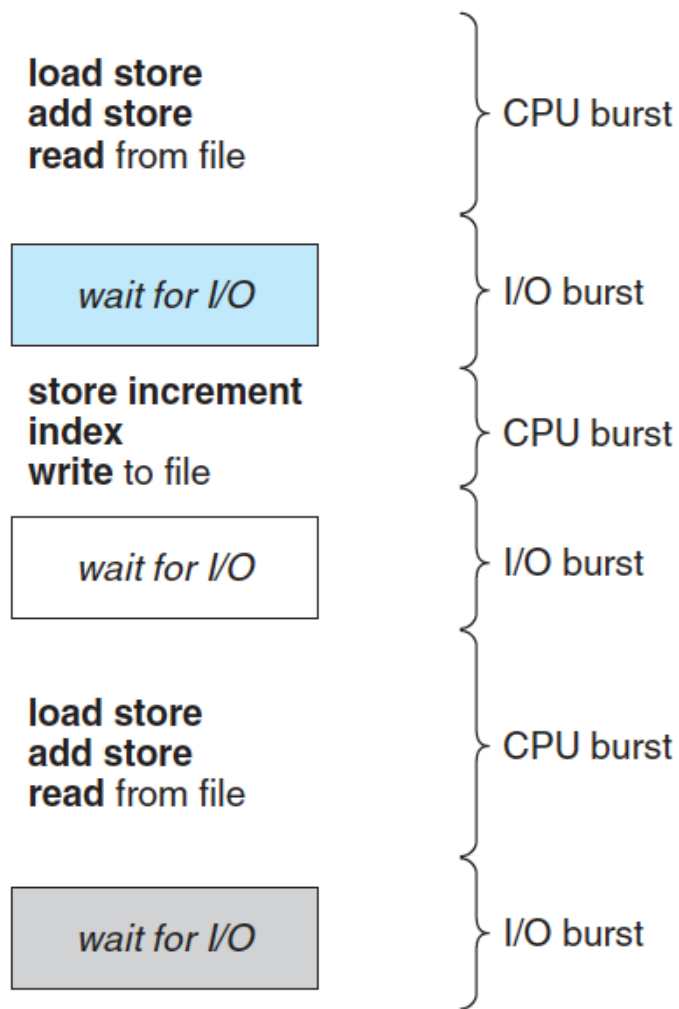 load store
add store
read from file
CPU burst
wait for I/O
I/O burst
store increment
index
write to file
CPU burst
wait for I/O
I/O burst
load store
add store
read from file
CPU burst
wait for I/O
I/O burst